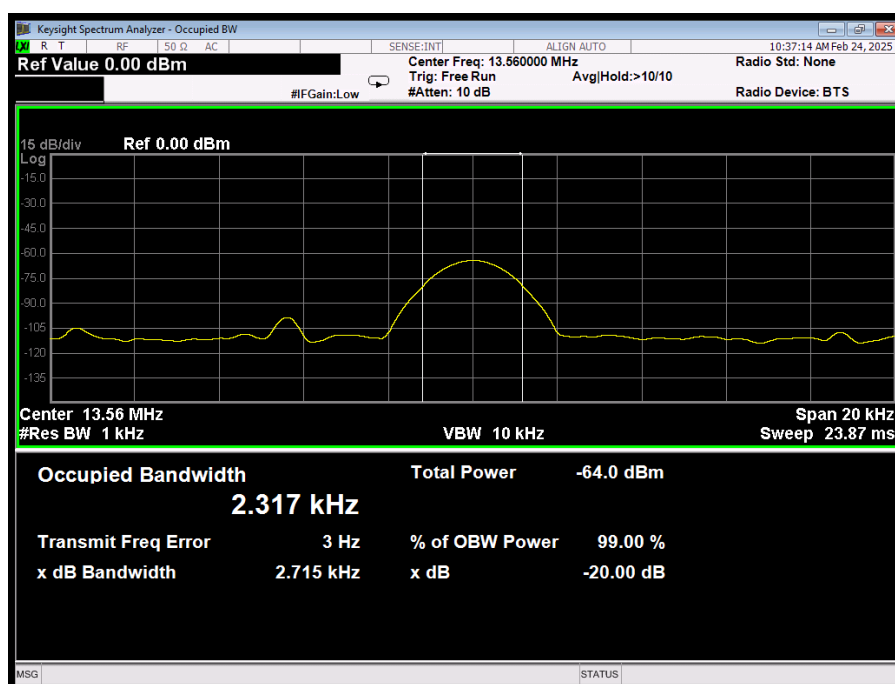 Keysight Spectrum Analyzer - Occupied BW
LXI R T RF 50 Ω AC SENSE:INT ALIGN AUTO 10:37:14 AM Feb 24, 2025
Ref Value 0.00 dBm
Center Freq: 13.560000 MHz
Radio Std: None
Trig: Free Run
Avg|Hold:>10/10
#IFGain:Low
#Atten: 10 dB
Radio Device: BTS
15 dB/div
Ref 0.00 dBm
Log
-15.0
-30.0
-45.0
-60.0
-75.0
-90.0
-105
-120
-135
Center 13.56 MHz
Span 20 kHz
#Res BW 1 kHz
VBW 10 kHz
Sweep 23.87 ms
Occupied Bandwidth
Total Power -64.0 dBm
2.317 kHz
Transmit Freq Error 3 Hz
% of OBW Power 99.00 %
x dB Bandwidth 2.715 kHz
x dB -20.00 dB
MSG
STATUS